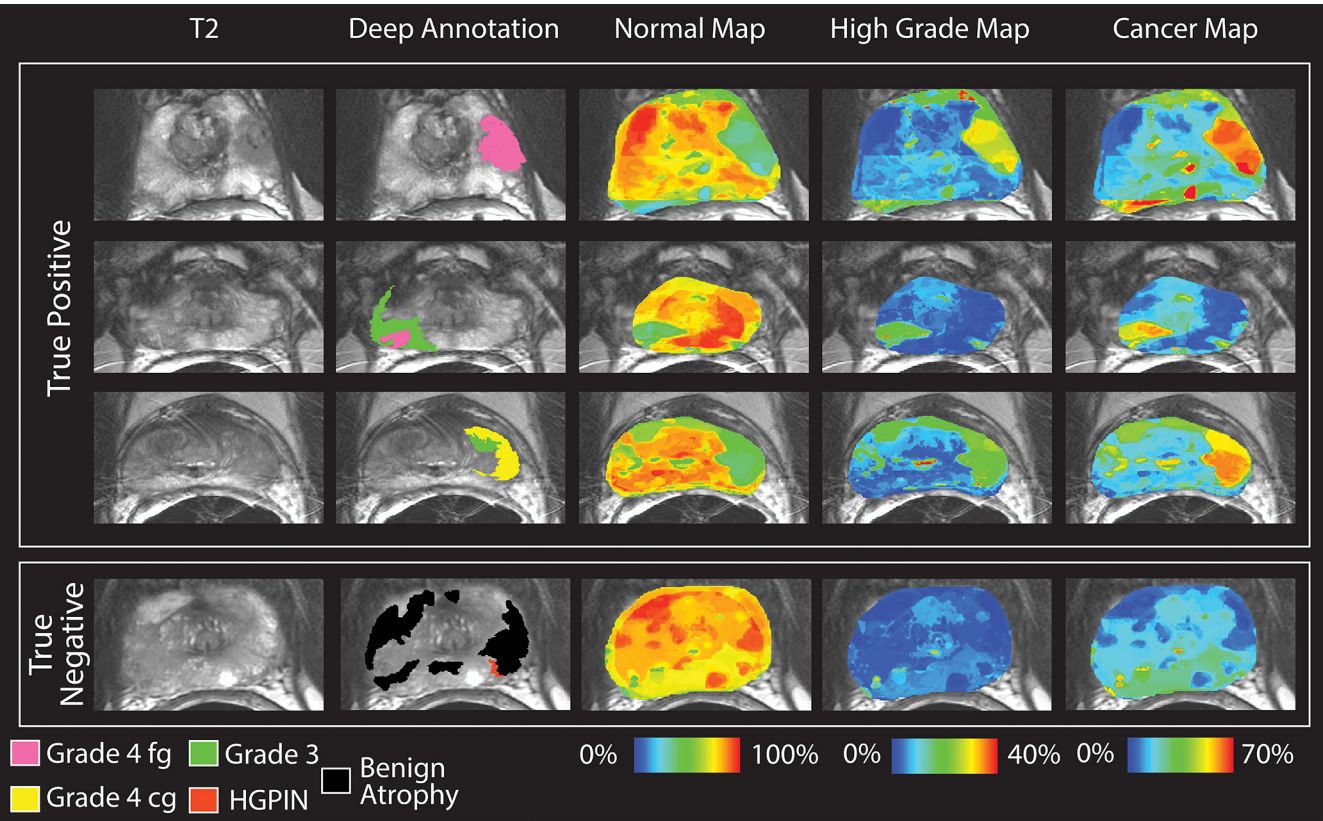 T2 Deep Annotation Normal Map High Grade Map Cancer Map
True Positive
True
Negative
Grade 4 fg Grade 3
Grade 4 cg HGPIN
Benign
Atrophy
0% 100% 0% 40% 0% 70%